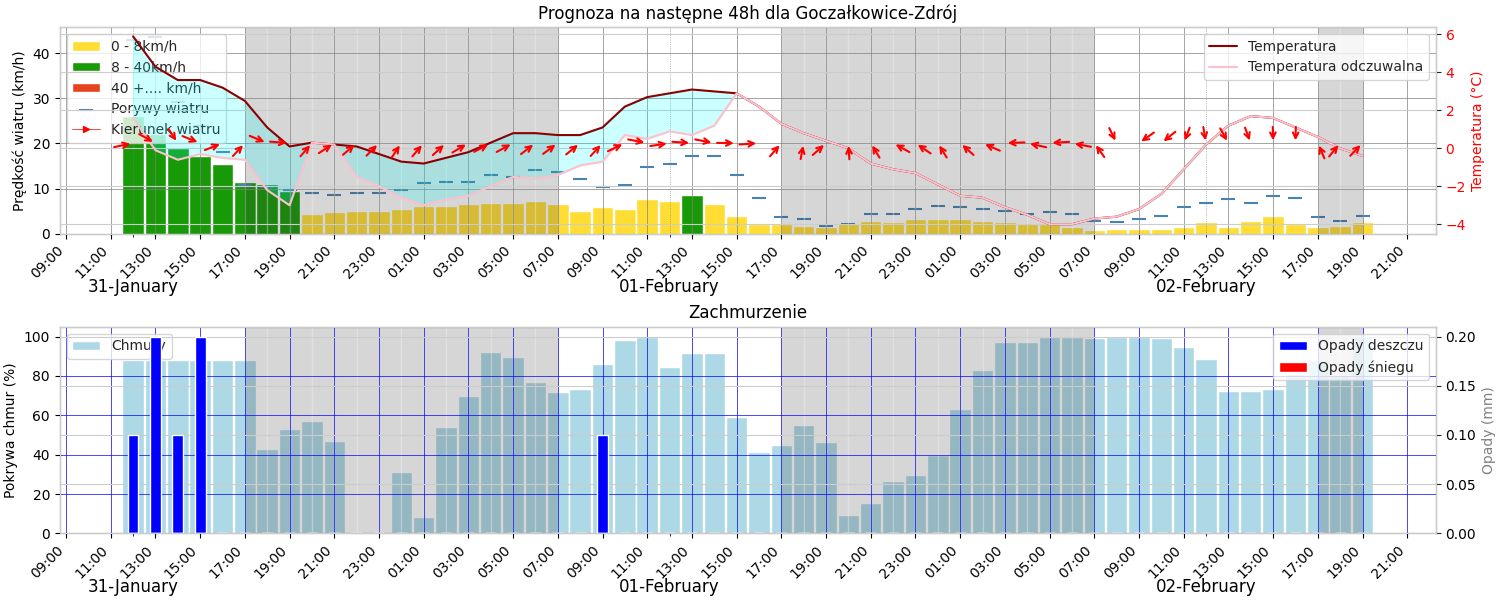 Prognoza na następne 48h dla Goczałkowice-Zdrój
Prędkość wiatru (km/h)
0 - 8km/h
8 - 40km/h
40 +.... km/h
Porywy wiatru
Kierunek wiatru
Temperatura
Temperatura odczuwalna
Temperatura (°C)
40
30
20
10
0
6
4
2
0
−2
−4
09:00 11:00 13:00 15:00 17:00 19:00 21:00 23:00 01:00 03:00 05:00 07:00 09:00 11:00 13:00 15:00 17:00 19:00 21:00 23:00 01:00 03:00 05:00 07:00 09:00 11:00 13:00 15:00 17:00 19:00 21:00
31-January 01-February 02-February
Zachmurzenie
Pokrywa chmur (%)
Chmury
Opady deszczu
Opady śniegu
Opady (mm)
100
80
60
40
20
0
0.20
0.15
0.10
0.05
0.00
09:00 11:00 13:00 15:00 17:00 19:00 21:00 23:00 01:00 03:00 05:00 07:00 09:00 11:00 13:00 15:00 17:00 19:00 21:00 23:00 01:00 03:00 05:00 07:00 09:00 11:00 13:00 15:00 17:00 19:00 21:00
31-January 01-February 02-February